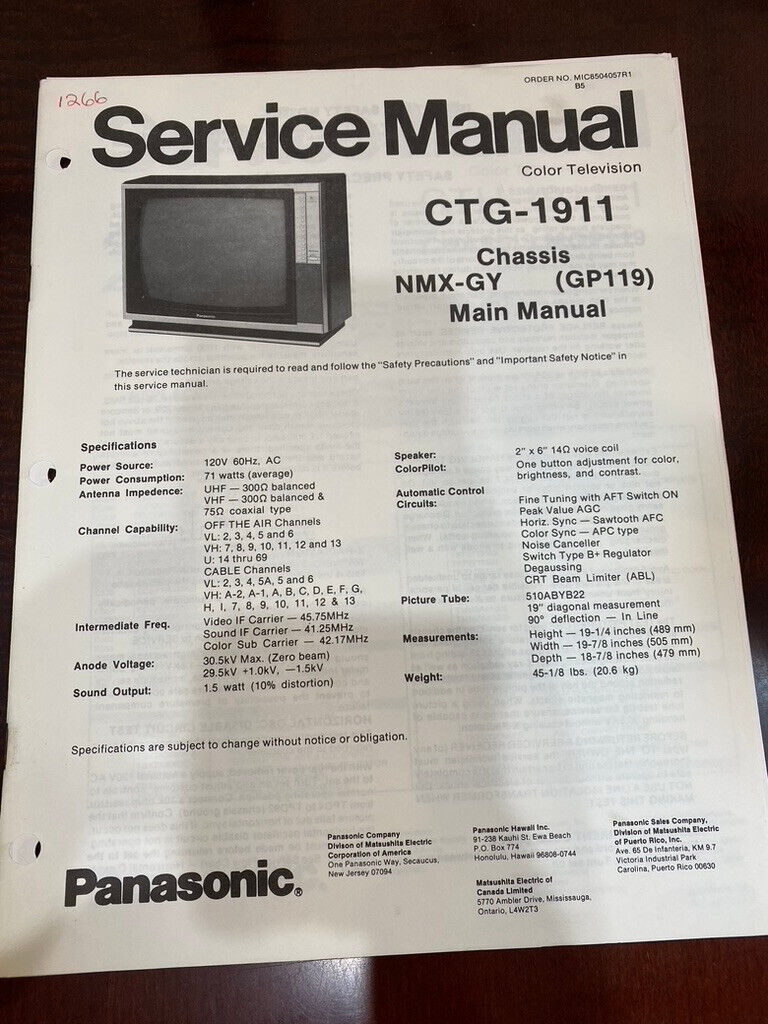 1266
ORDER NO. MIC8504057R1
B5
Service Manual
Color Television
CTG-1911
Chassis
NMX-GY (GP119)
Main Manual
Panasonic
The service technician is required to read and follow the "Safety Precautions" and "Important Safety Notice" in
this service manual.
Specifications
Power Source: 120V 60Hz, AC
Power Consumption: 71 watts (average)
Antenna Impedence: UHF — 300Ω balanced
VHF — 300Ω balanced &
75Ω coaxial type
Channel Capability: OFF THE AIR Channels
VL: 2, 3, 4, 5 and 6
VH: 7, 8, 9, 10, 11, 12 and 13
U: 14 thru 69
CABLE Channels
VL: 2, 3, 4, 5A, 5 and 6
VH: A-2, A-1, A, B, C, D, E, F, G,
H, I, 7, 8, 9, 10, 11, 12 & 13
Intermediate Freq. Video IF Carrier — 45.75MHz
Sound IF Carrier — 41.25MHz
Color Sub Carrier — 42.17MHz
Anode Voltage: 30.5kV Max. (Zero beam)
29.5kV +1.0kV, —1.5kV
Sound Output: 1.5 watt (10% distortion)
Speaker: 2" x 6" 14Ω voice coil
ColorPilot: One button adjustment for color,
brightness, and contrast.
Automatic Control
Circuits: Fine Tuning with AFT Switch ON
Peak Value AGC
Horiz. Sync — Sawtooth AFC
Color Sync — APC type
Noise Canceller
Switch Type B+ Regulator
Degaussing
CRT Beam Limiter (ABL)
Picture Tube: 510ABYB22
19" diagonal measurement
90° deflection — In Line
Measurements: Height — 19-1/4 inches (489 mm)
Width — 19-7/8 inches (505 mm)
Depth — 18-7/8 inches (479 mm)
Weight: 45-1/8 lbs. (20.6 kg)
Specifications are subject to change without notice or obligation.
Panasonic®
Panasonic Company
Divison of Matsushita Electric
Corporation of America
One Panasonic Way, Secaucus,
New Jersey 07094
Panasonic Hawaii Inc.
91-238 Kauhi St. Ewa Beach
P.O. Box 774
Honolulu, Hawaii 96808-0744
Matsushita Electric of
Canada Limited
5770 Ambler Drive, Mississauga,
Ontario, L4W2T3
Panasonic Sales Company,
Division of Matsushita Electric
of Puerto Rico, Inc.
Ave. 65 De Infanteria, KM 9.7
Victoria Industrial Park
Carolina, Puerto Rico 00630